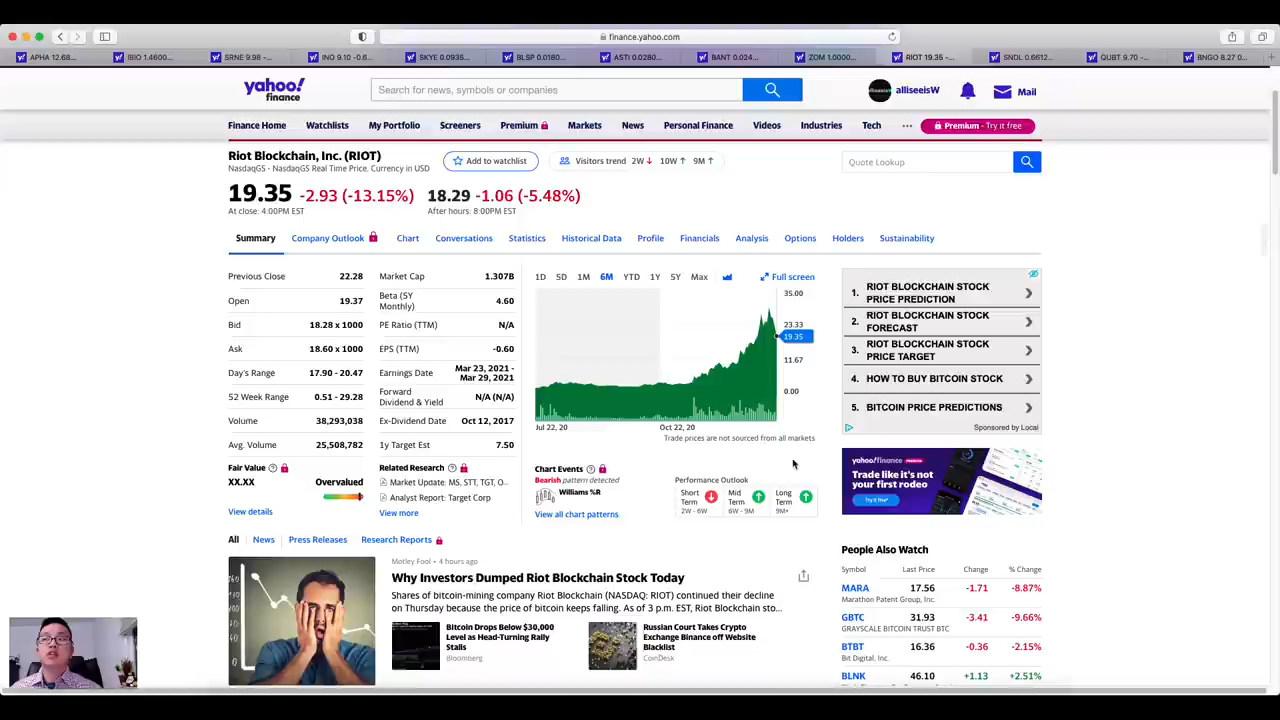 finance.yahoo.com
APHA 12.68... IBIO 1.4600... SRNE 9.98 -... INO 9.10 -0.6... SKYE 0.0935... BLSP 0.0180... ASTI 0.0280... BANT 0.024... ZOM 1.0000... RIOT 19.35 -... SNDL 0.6612... QUBT 9.70 -... BNGO 8.27 0...
yahoo!
finance
Search for news, symbols or companies
alliseeisW
Mail
Finance Home Watchlists My Portfolio Screeners Premium Markets News Personal Finance Videos Industries Tech ... Premium - Try it free
Riot Blockchain, Inc. (RIOT)
NasdaqGS - NasdaqGS Real Time Price. Currency in USD
Add to watchlist
Visitors trend 2W ↓ 10W ↑ 9M ↑
Quote Lookup
19.35 -2.93 (-13.15%)
At close: 4:00PM EST
18.29 -1.06 (-5.48%)
After hours: 8:00PM EST
Summary Company Outlook Chart Conversations Statistics Historical Data Profile Financials Analysis Options Holders Sustainability
Previous Close 22.28
Open 19.37
Bid 18.28 x 1000
Ask 18.60 x 1000
Day's Range 17.90 - 20.47
52 Week Range 0.51 - 29.28
Volume 38,293,038
Avg. Volume 25,508,782
Market Cap 1.307B
Beta (5Y
Monthly) 4.60
PE Ratio (TTM) N/A
EPS (TTM) -0.60
Earnings Date Mar 23, 2021 -
Mar 29, 2021
Forward
Dividend & Yield N/A (N/A)
Ex-Dividend Date Oct 12, 2017
1y Target Est 7.50
Fair Value
XX.XX Overvalued
View details
Related Research
Market Update: MS, STT, TGT, O...
Analyst Report: Target Corp
View more
1D 5D 1M 6M YTD 1Y 5Y Max Full screen
35.00
23.33
19.35
11.67
0.00
Jul 22, 20 Oct 22, 20
Trade prices are not sourced from all markets
Chart Events
Bearish pattern detected
Williams %R
View all chart patterns
Performance Outlook
Short
Term
2W - 6W
Mid
Term
6W - 9M
Long
Term
9M+
1. RIOT BLOCKCHAIN STOCK
PRICE PREDICTION
2. RIOT BLOCKCHAIN STOCK
FORECAST
3. RIOT BLOCKCHAIN STOCK
PRICE TARGET
4. HOW TO BUY BITCOIN STOCK
5. BITCOIN PRICE PREDICTIONS
Sponsored by Local
yahoo!finance PREMIUM
Trade like it's not
your first rodeo
Try it free*
All News Press Releases Research Reports
Motley Fool • 4 hours ago
Why Investors Dumped Riot Blockchain Stock Today
Shares of bitcoin-mining company Riot Blockchain (NASDAQ: RIOT) continued their decline
on Thursday because the price of bitcoin keeps falling. As of 3 p.m. EST, Riot Blockchain sto...
Bitcoin Drops Below $30,000
Level as Head-Turning Rally
Stalls
Bloomberg
Russian Court Takes Crypto
Exchange Binance off Website
Blacklist
CoinDesk
People Also Watch
Symbol Last Price Change % Change
MARA 17.56 -1.71 -8.87%
Marathon Patent Group, Inc.
GBTC 31.93 -3.41 -9.66%
GRAYSCALE BITCOIN TRUST BTC
BTBT 16.36 -0.36 -2.15%
Bit Digital, Inc.
BLNK 46.10 +1.13 +2.51%